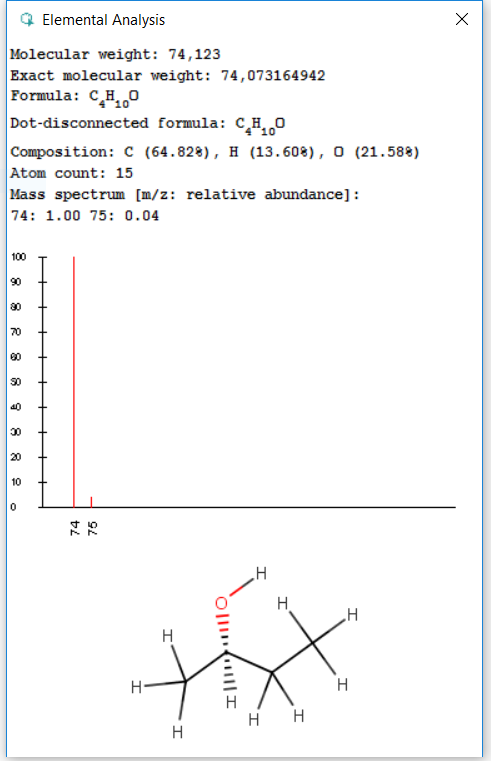 Elemental Analysis
Molecular weight: 74,123
Exact molecular weight: 74,073164942
Formula: C₄H₁₀O
Dot-disconnected formula: C₄H₁₀O
Composition: C (64.82%), H (13.60%), O (21.58%)
Atom count: 15
Mass spectrum [m/z: relative abundance]:
74: 1.00 75: 0.04
100
90
80
70
60
50
40
30
20
10
0
74 75
H
O H
H H
H
H
H H
H H
H